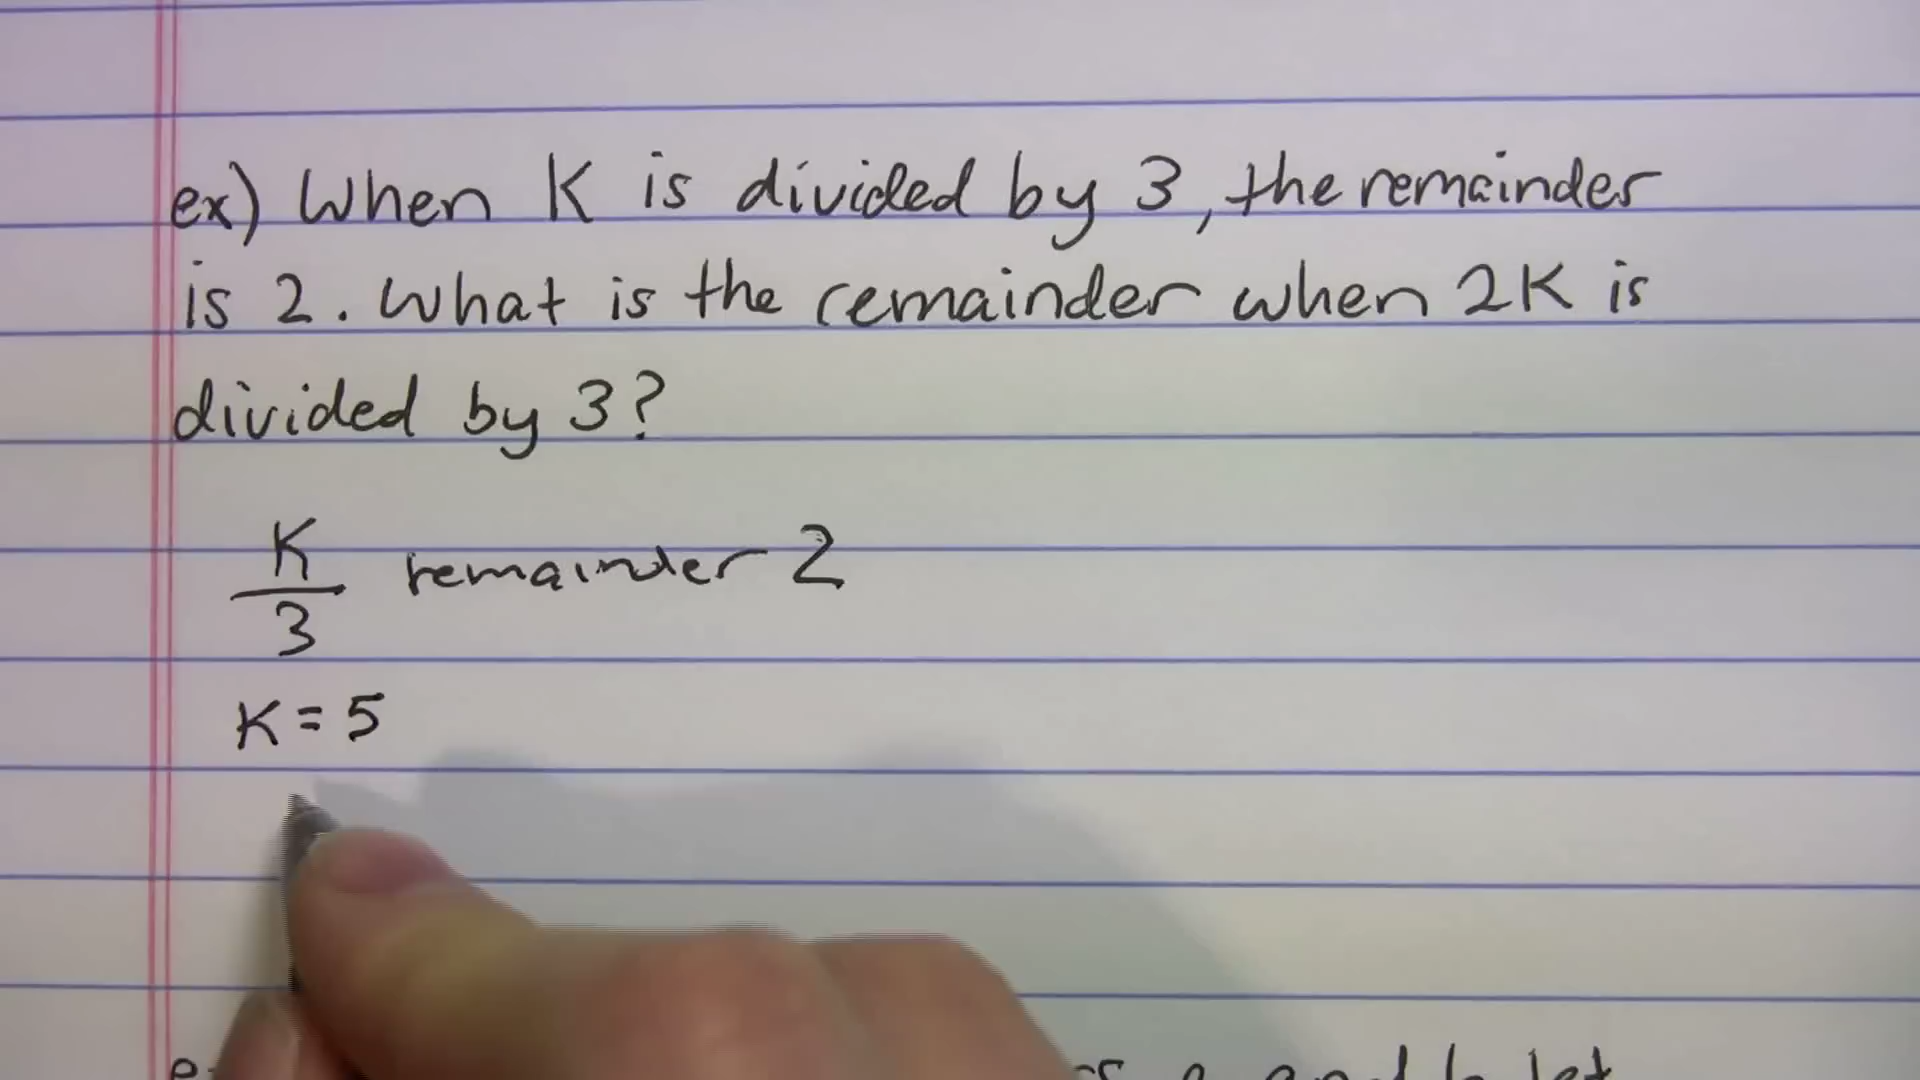 ex) When K is divided by 3, the remainder
is 2. What is the remainder when 2K is
divided by 3?
K
3
remainder 2
K = 5
and